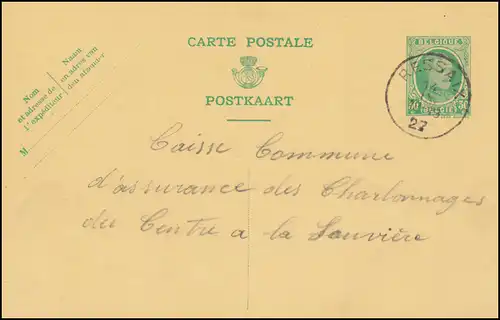 CARTE POSTALE
POSTKAART
Nom
et adresse de
l'expéditeur
Naam
en adres van
den Afzender
M
BELGIQUE
BELGIË
27
Caisse Commune
d'assurance des Charbonnages
du Centre a la Louvière